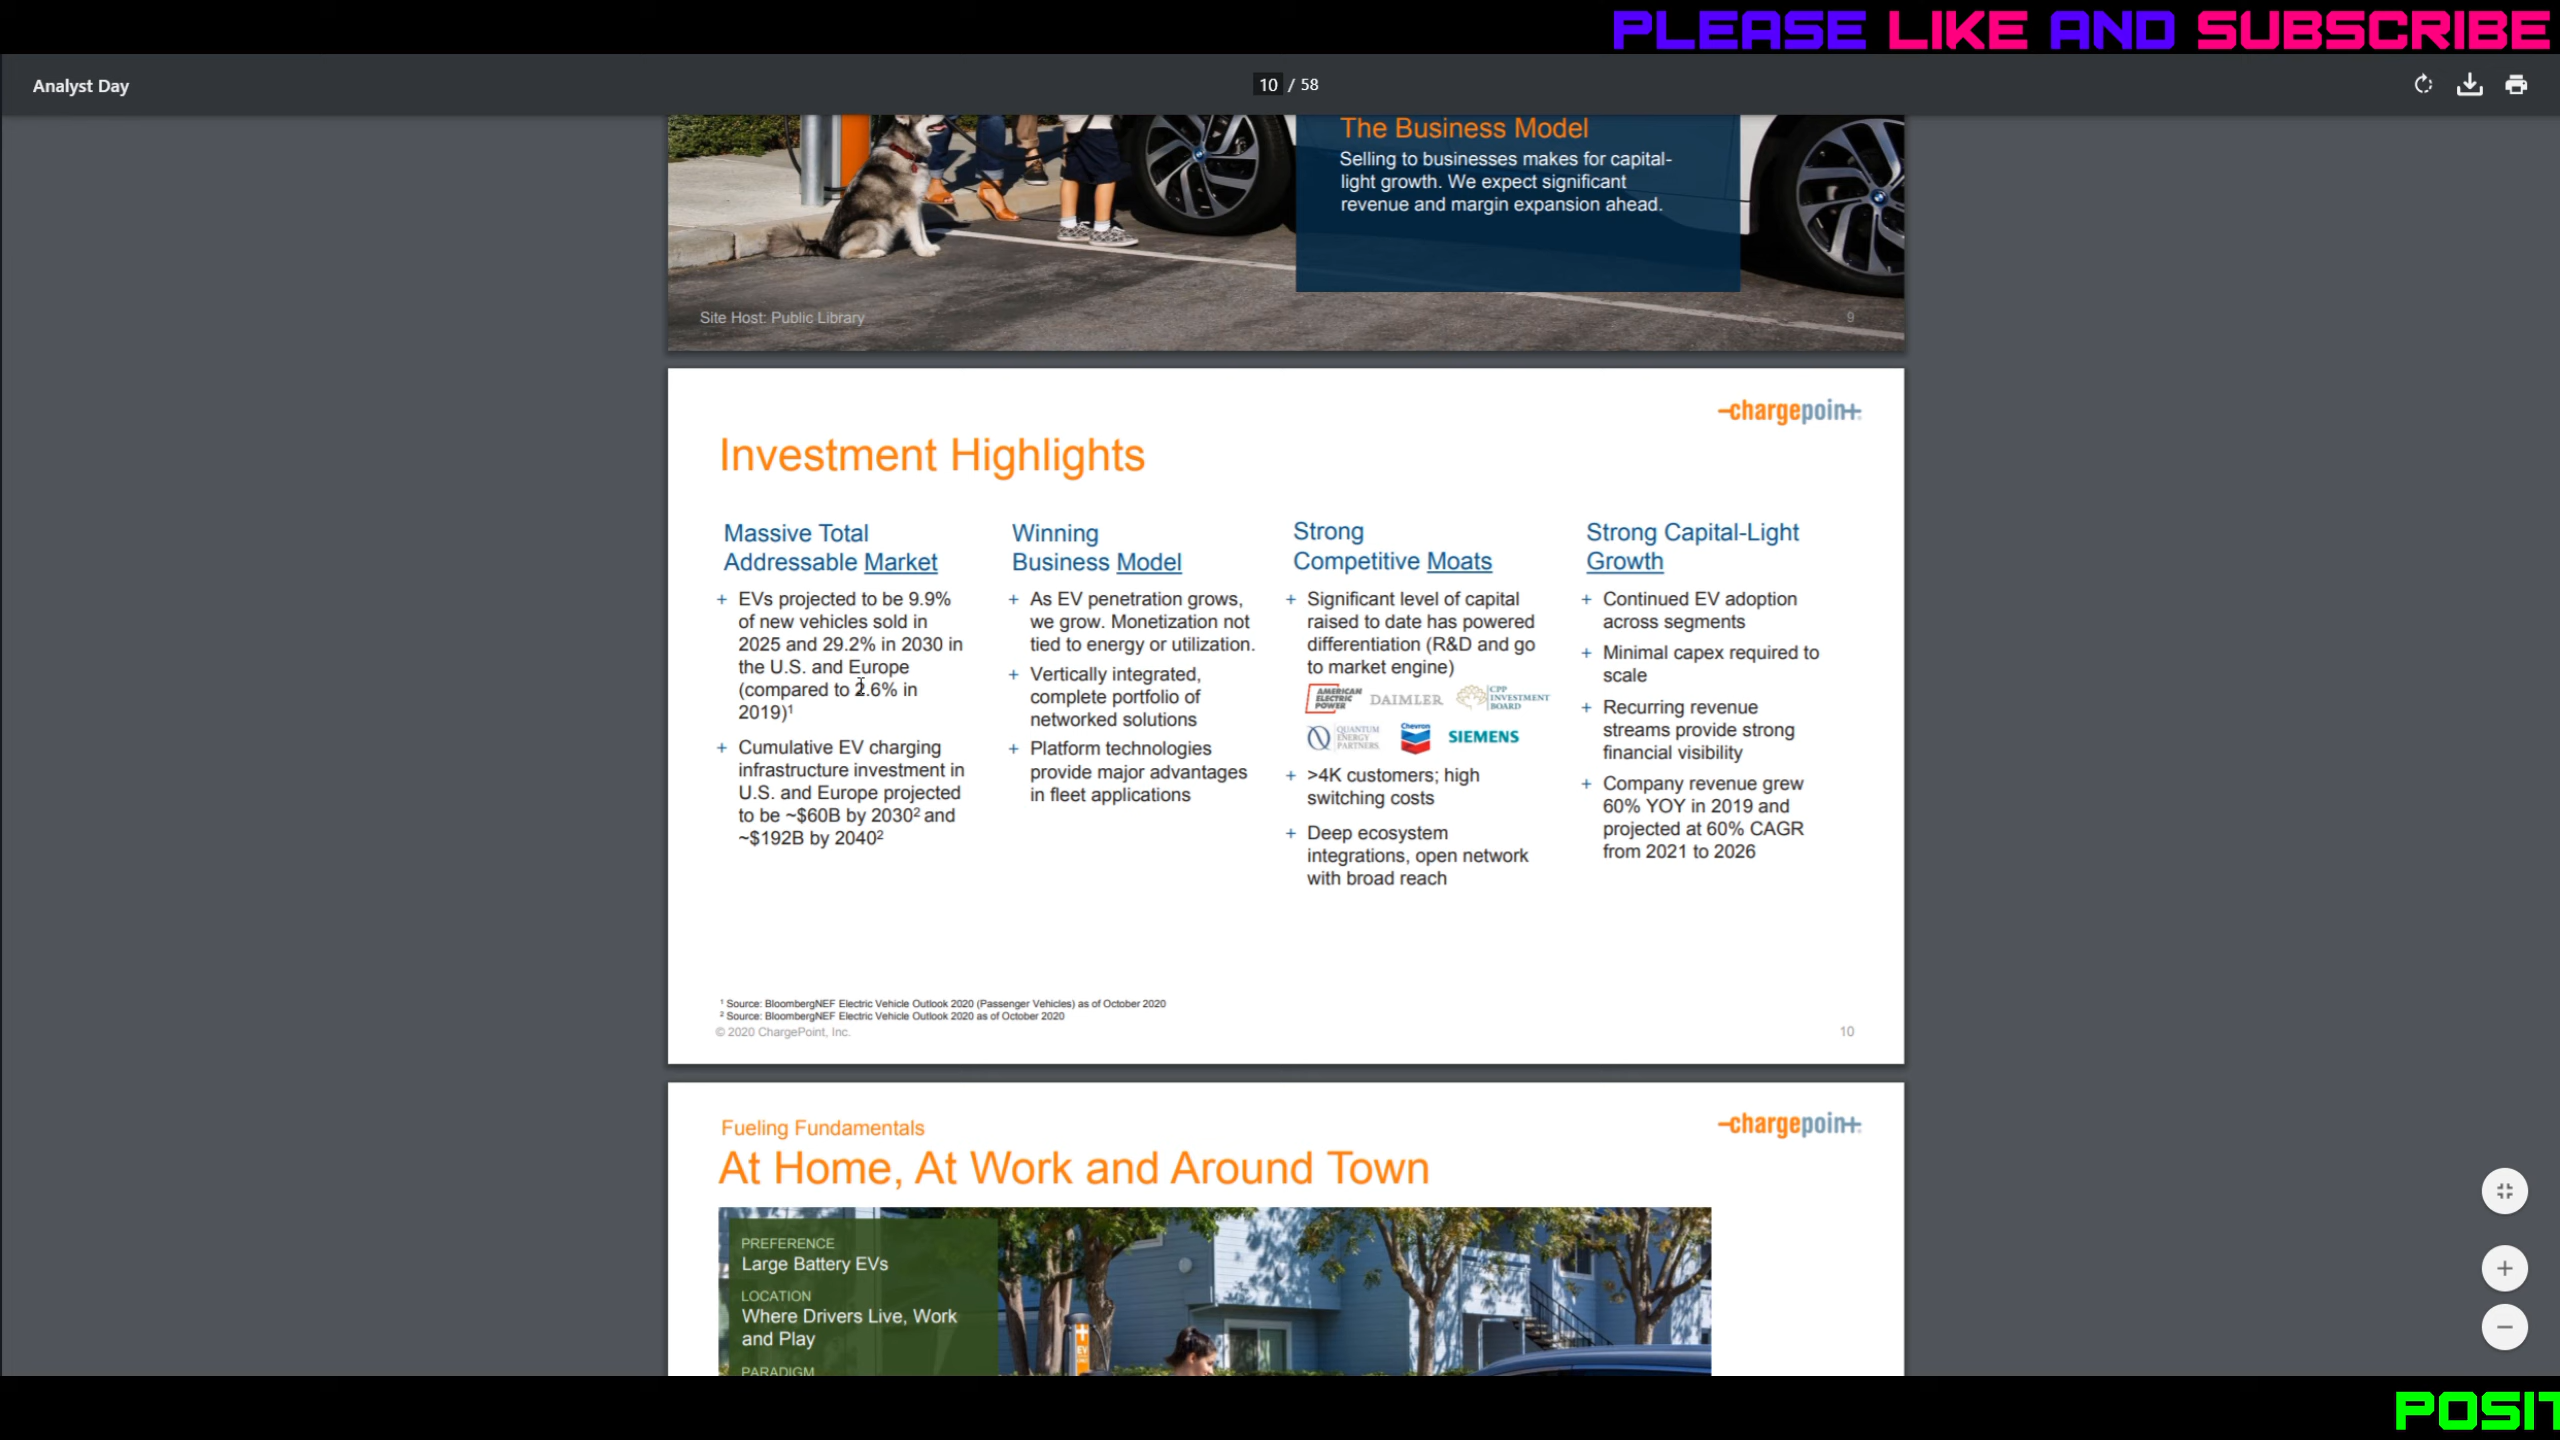 PLEASE LIKE AND SUBSCRIBE
Analyst Day
10 / 58
The Business Model
Selling to businesses makes for capital-
light growth. We expect significant
revenue and margin expansion ahead.
Site Host: Public Library
9
chargepoint
Investment Highlights
Massive Total
Addressable Market
+ EVs projected to be 9.9%
of new vehicles sold in
2025 and 29.2% in 2030 in
the U.S. and Europe
(compared to 2.6% in
2019)¹
+ Cumulative EV charging
infrastructure investment in
U.S. and Europe projected
to be ~$60B by 2030² and
~$192B by 2040²
Winning
Business Model
+ As EV penetration grows,
we grow. Monetization not
tied to energy or utilization.
+ Vertically integrated,
complete portfolio of
networked solutions
+ Platform technologies
provide major advantages
in fleet applications
Strong
Competitive Moats
+ Significant level of capital
raised to date has powered
differentiation (R&D and go
to market engine)
AMERICAN
ELECTRIC
POWER
DAIMLER
CPP
INVESTMENT
BOARD
QUANTUM
ENERGY
PARTNERS
Chevron
SIEMENS
+ >4K customers; high
switching costs
+ Deep ecosystem
integrations, open network
with broad reach
Strong Capital-Light
Growth
+ Continued EV adoption
across segments
+ Minimal capex required to
scale
+ Recurring revenue
streams provide strong
financial visibility
+ Company revenue grew
60% YOY in 2019 and
projected at 60% CAGR
from 2021 to 2026
¹ Source: BloombergNEF Electric Vehicle Outlook 2020 (Passenger Vehicles) as of October 2020
² Source: BloombergNEF Electric Vehicle Outlook 2020 as of October 2020
© 2020 ChargePoint, Inc.
10
Fueling Fundamentals
chargepoint
At Home, At Work and Around Town
PREFERENCE
Large Battery EVs
LOCATION
Where Drivers Live, Work
and Play
PARADIGM
EV
POSIT